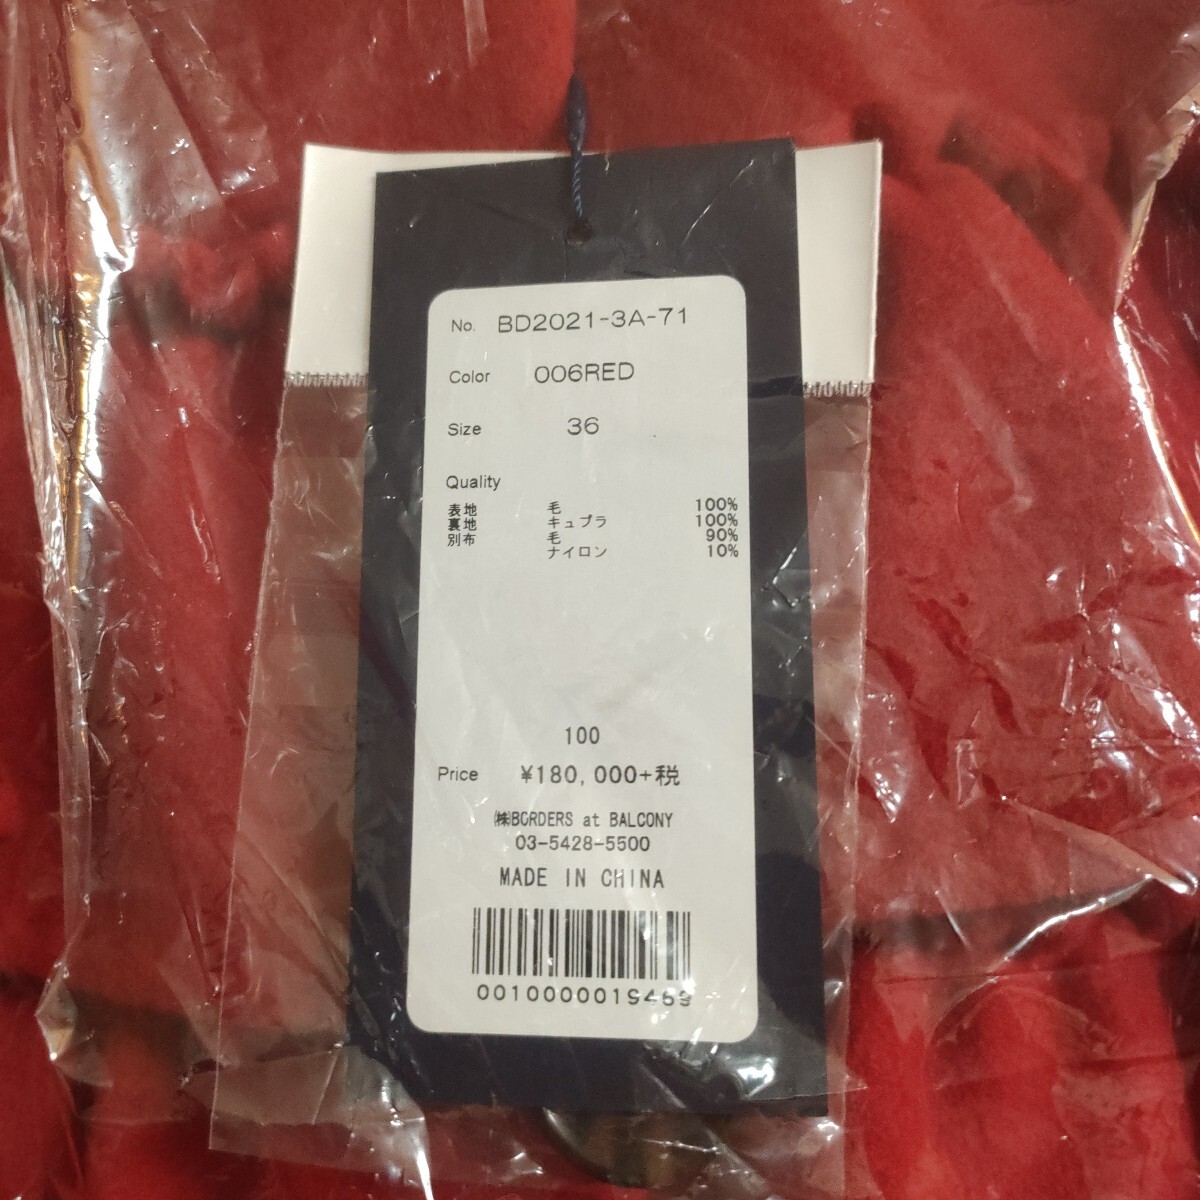 No. BD2021-3A-71
Color 006RED
Size 36
Quality
表地 毛 100%
裏地 キュプラ 100%
別布 毛 90%
ナイロン 10%
100
Price ¥180,000+税
㈱BORDERS at BALCONY
03-5428-5500
MADE IN CHINA
0010000019469